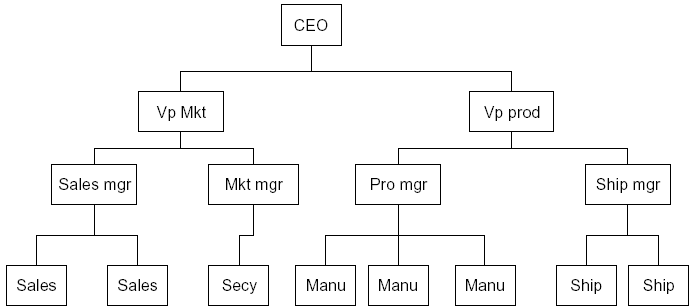 CEO
Vp Mkt
Vp prod
Sales mgr
Mkt mgr
Pro mgr
Ship mgr
Sales
Sales
Secy
Manu
Manu
Manu
Ship
Ship